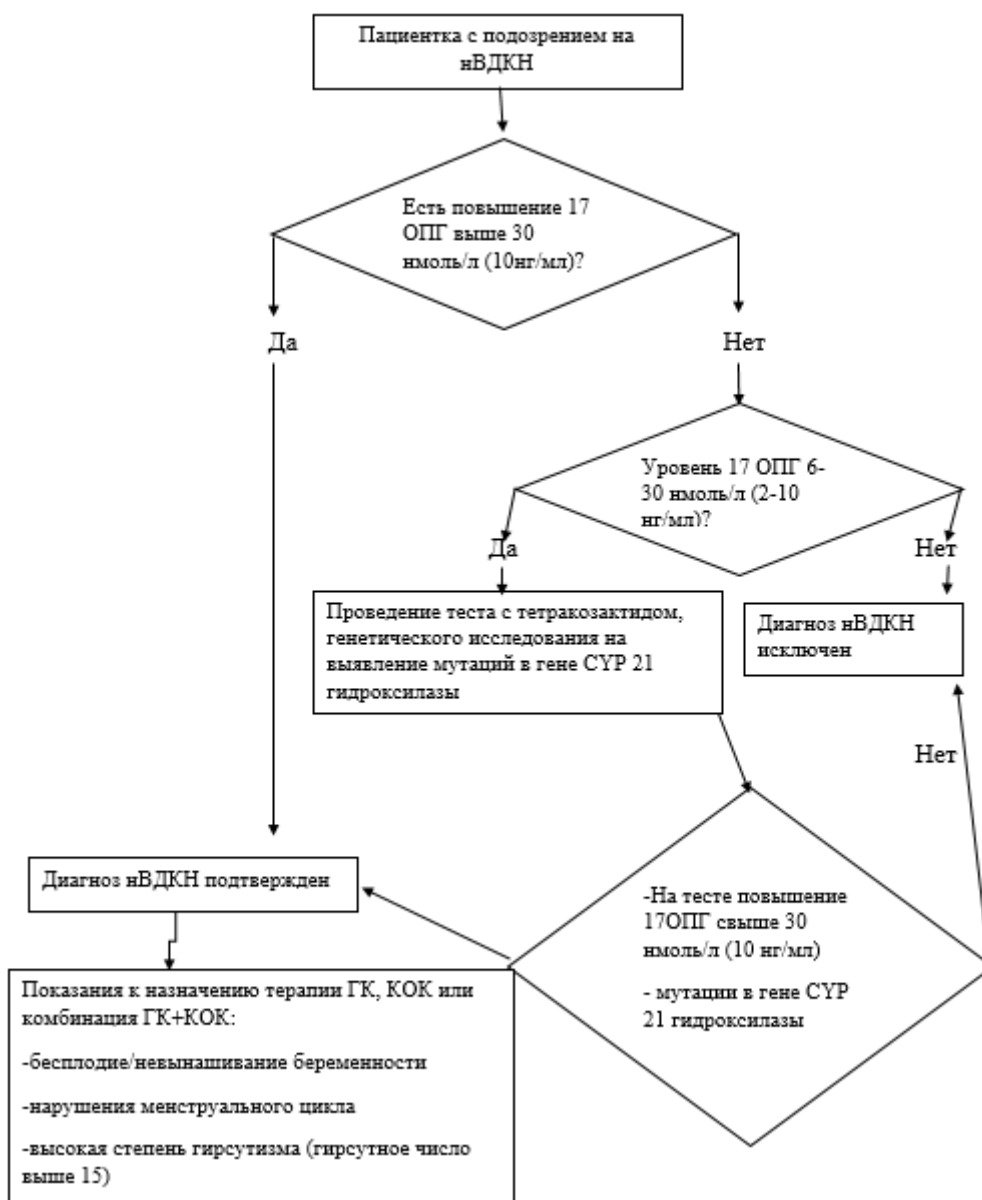 Пациентка с подозрением на
нВДКН
Есть повышение 17
ОПГ выше 30
нмоль/л (10нг/мл)?
Да
Нет
Уровень 17 ОПГ 6-
30 нмоль/л (2-10
нг/мл)?
Да
Нет
Проведение теста с тетракозактидом,
генетического исследования на
выявление мутаций в гене CYP 21
гидроксилазы
Диагноз нВДКН
исключен
Нет
Диагноз нВДКН подтвержден
-На тесте повышение
17ОПГ свыше 30
нмоль/л (10 нг/мл)
- мутации в гене CYP
21 гидроксилазы
Показания к назначению терапии ГК, КОК или
комбинация ГК+КОК:
-бесплодие/невынашивание беременности
-нарушения менструального цикла
-высокая степень гирсутизма (гирсутное число
выше 15)